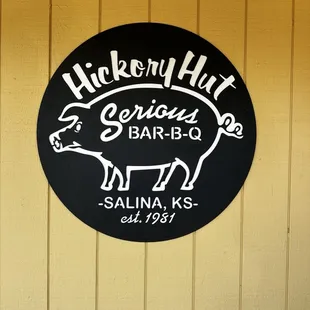 Hickory Hut
Serious
BAR-B-Q
-SALINA, KS-
est. 1981